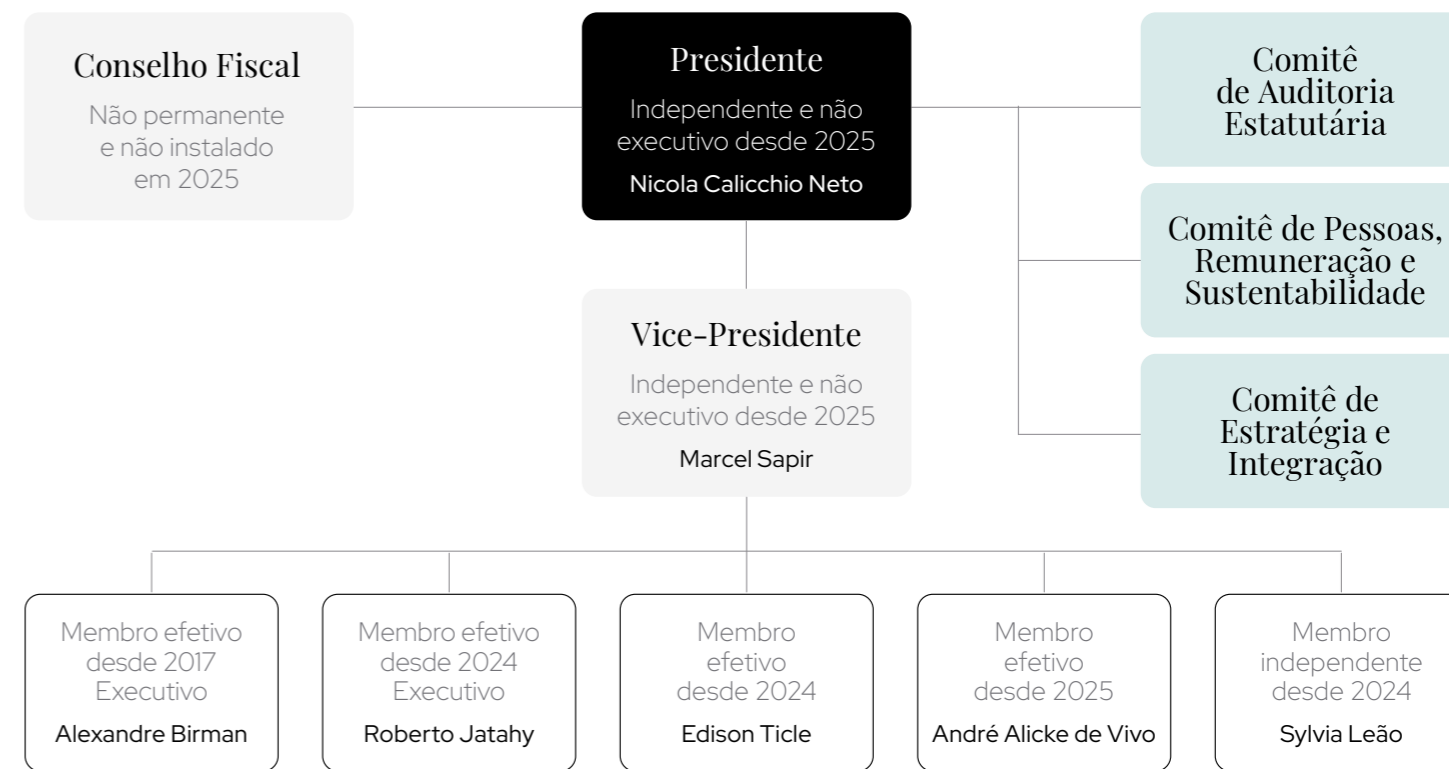 Conselho Fiscal
Não permanente
e não instalado
em 2025
Presidente
Independente e não
executivo desde 2025
Nicola Calicchio Neto
Comitê
de Auditoria
Estatutária
Comitê de Pessoas,
Remuneração e
Sustentabilidade
Comitê de
Estratégia e
Integração
Vice-Presidente
Independente e não
executivo desde 2025
Marcel Sapir
Membro efetivo
desde 2017
Executivo
Alexandre Birman
Membro efetivo
desde 2024
Executivo
Roberto Jatahy
Membro
efetivo
desde 2024
Edison Ticle
Membro
efetivo
desde 2025
André Alicke de Vivo
Membro
independente
desde 2024
Sylvia Leão